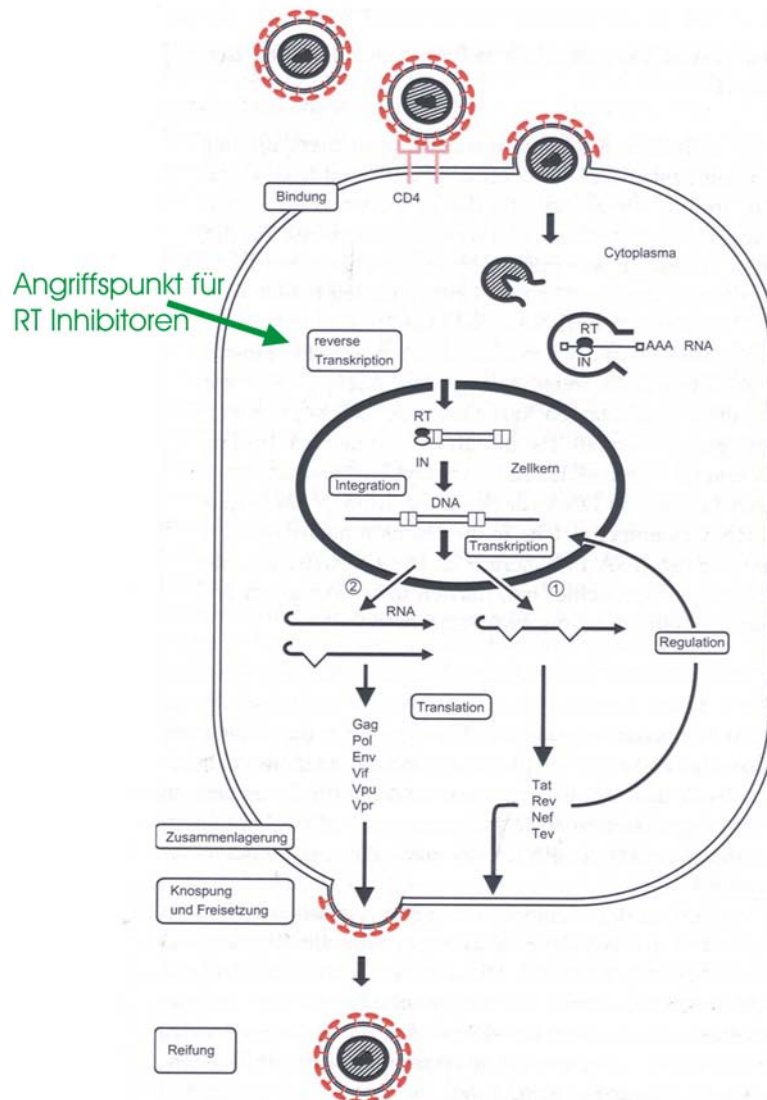 Bindung
CD4
Cytoplasma
Angriffspunkt für
RT Inhibitoren
reverse
Transkription
RT
AAA RNA
IN
RT
IN
Zellkern
Integration
DNA
Transkription
②
①
RNA
Regulation
Translation
Gag
Pol
Env
Vif
Vpu
Vpr
Tat
Rev
Nef
Tev
Zusammenlagerung
Knospung
und Freisetzung
Reifung